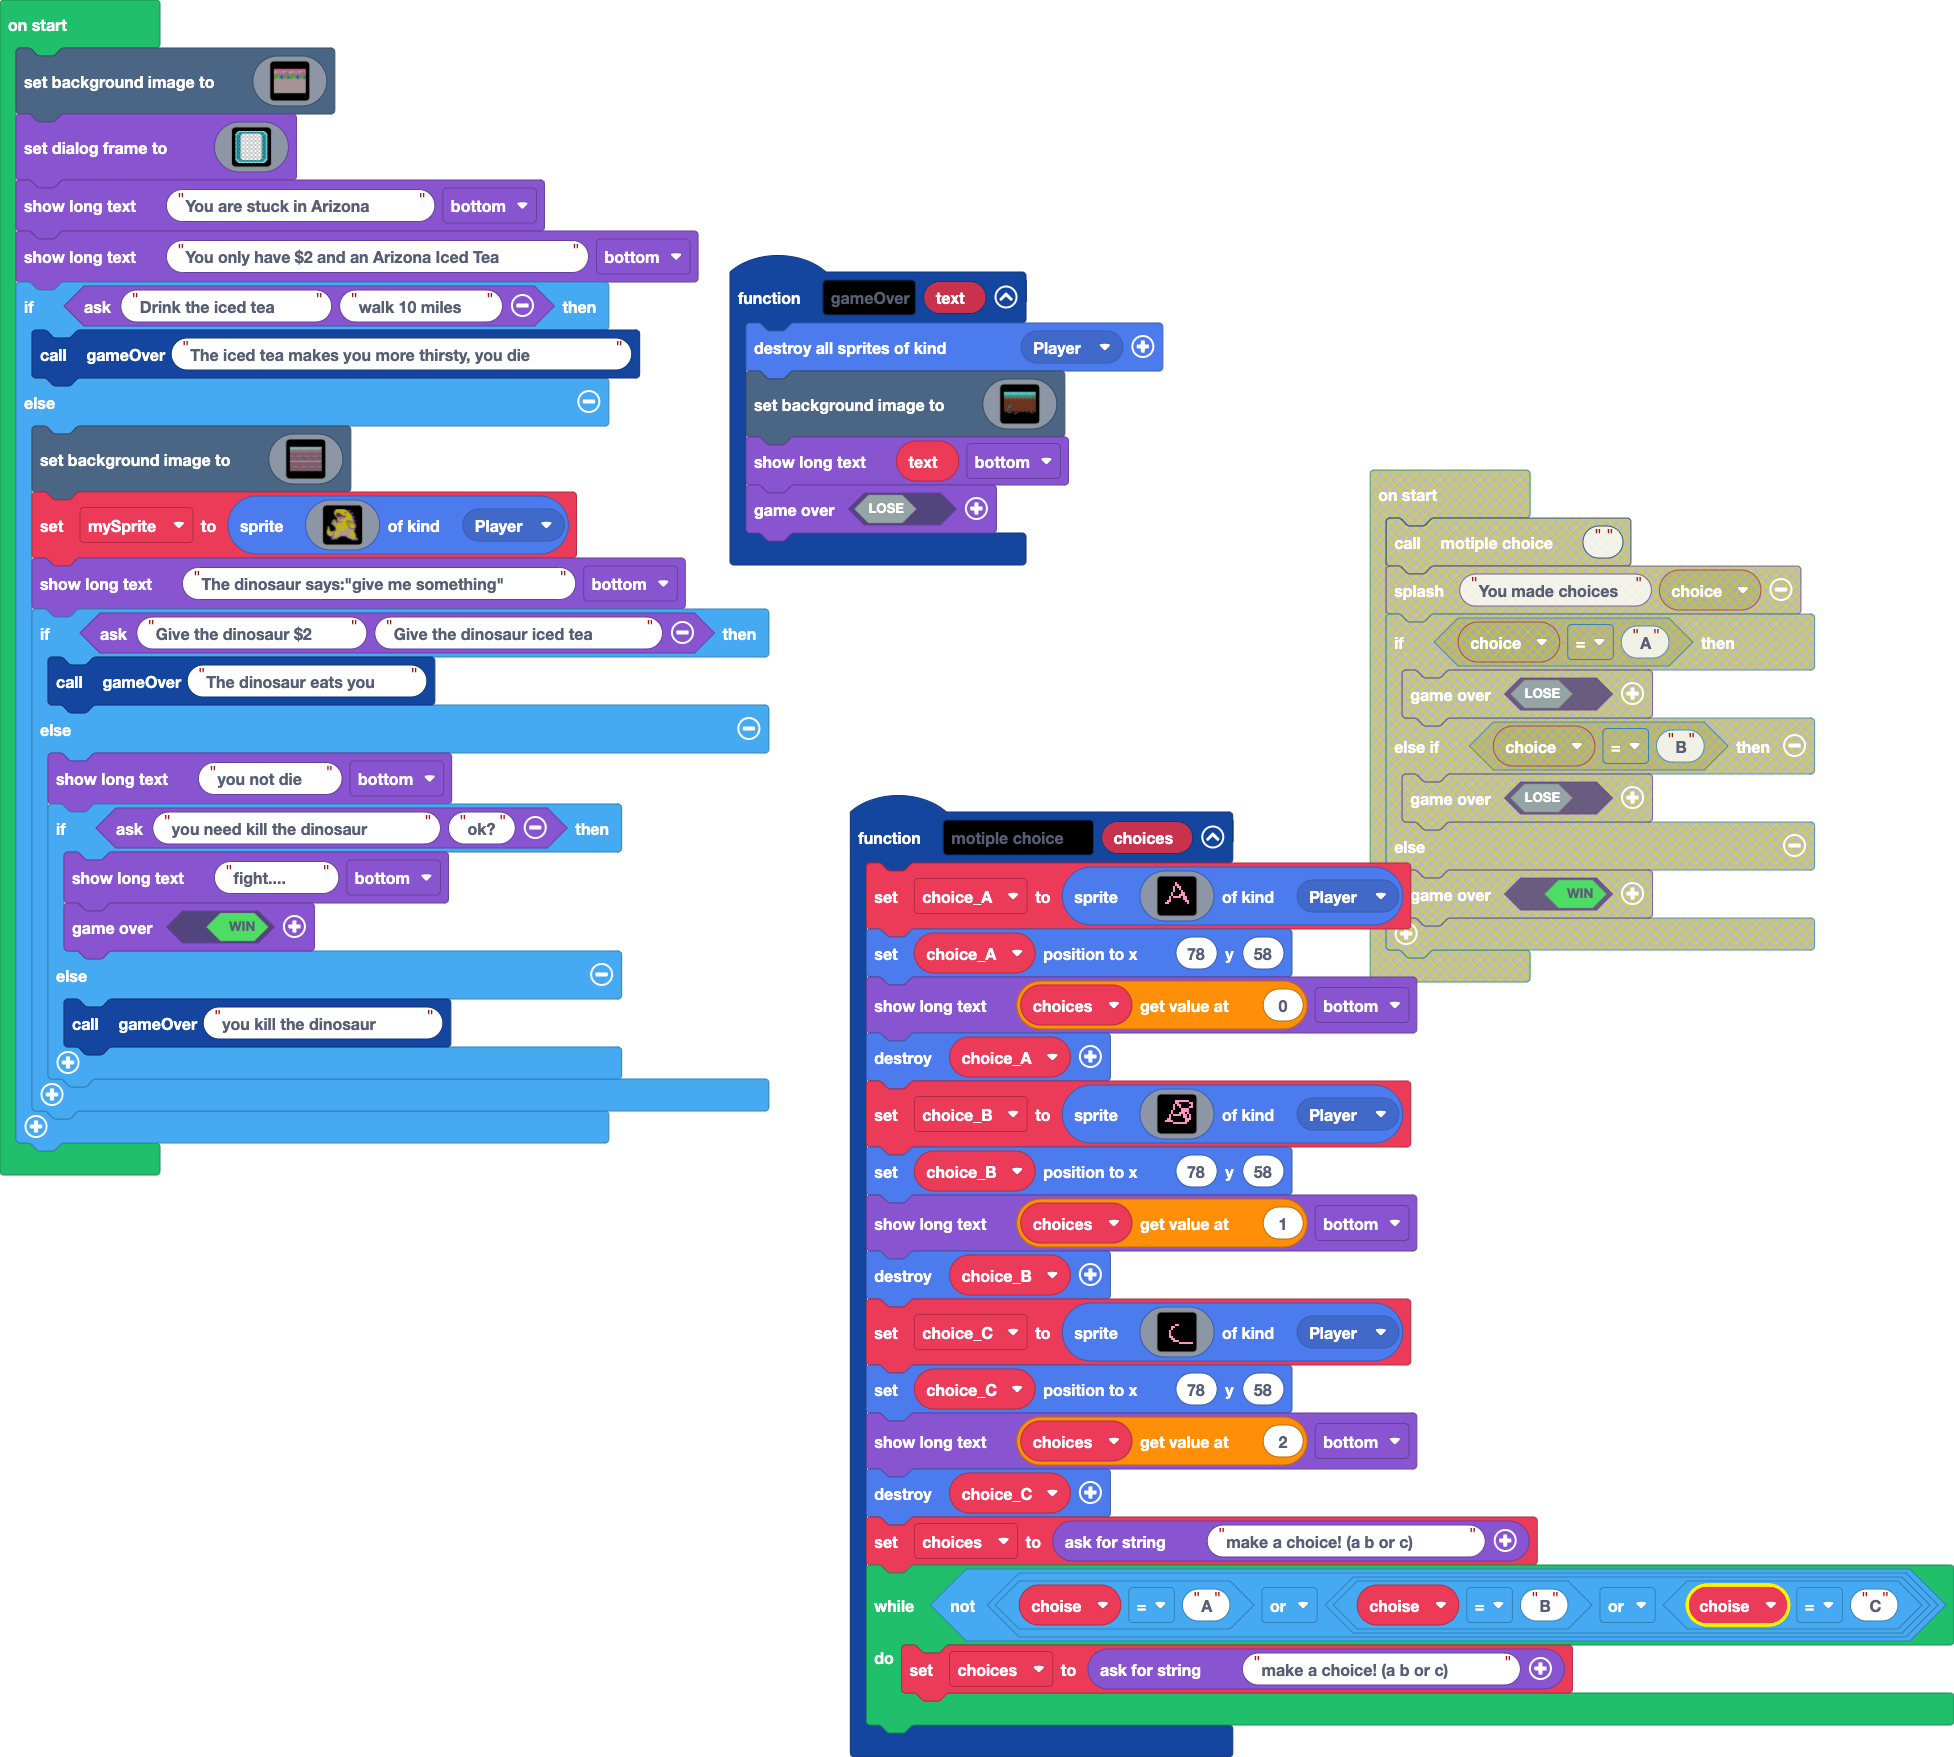 on start
set background image to
set dialog frame to
show long text "You are stuck in Arizona" bottom
show long text "You only have $2 and an Arizona Iced Tea" bottom
if ask "Drink the iced tea" "walk 10 miles" then
call gameOver "The iced tea makes you more thirsty, you die"
else
set background image to
set mySprite to sprite of kind Player
show long text "The dinosaur says:"give me something"" bottom
if ask "Give the dinosaur $2" "Give the dinosaur iced tea" then
call gameOver "The dinosaur eats you"
else
show long text "you not die" bottom
if ask "you need kill the dinosaur" "ok?" then
show long text "fight...." bottom
game over WIN
else
call gameOver "you kill the dinosaur"
function gameOver text
destroy all sprites of kind Player
set background image to
show long text text bottom
game over LOSE
on start
call motiple choice " "
splash "You made choices" choice
if choice = "A" then
game over LOSE
else if choice = "B" then
game over LOSE
else
game over WIN
function motiple choice choices
set choice_A to sprite A of kind Player
set choice_A position to x 78 y 58
show long text choices get value at 0 bottom
destroy choice_A
set choice_B to sprite B of kind Player
set choice_B position to x 78 y 58
show long text choices get value at 1 bottom
destroy choice_B
set choice_C to sprite C of kind Player
set choice_C position to x 78 y 58
show long text choices get value at 2 bottom
destroy choice_C
set choices to ask for string "make a choice! (a b or c)"
while not choise = "A" or choise = "B" or choise = "C"
do set choices to ask for string "make a choice! (a b or c)"